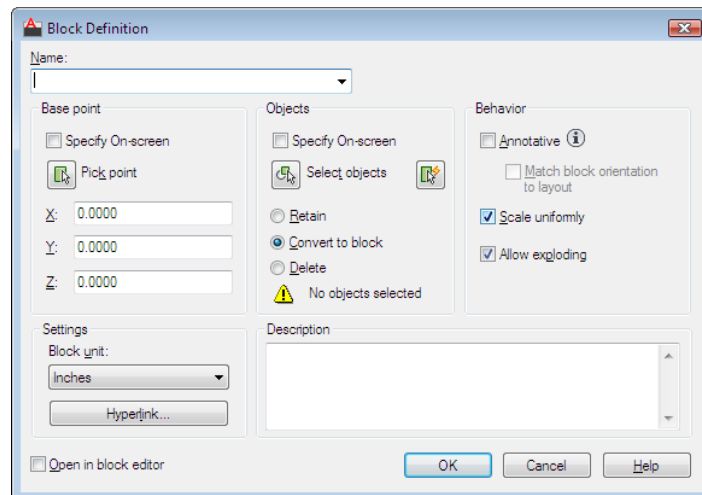 Block Definition
Name:
Base point
Specify On-screen
Pick point
X: 0.0000
Y: 0.0000
Z: 0.0000
Objects
Specify On-screen
Select objects
Retain
Convert to block
Delete
No objects selected
Behavior
Annotative
Match block orientation
to layout
Scale uniformly
Allow exploding
Settings
Block unit:
Inches
Hyperlink...
Description
Open in block editor
OK
Cancel
Help